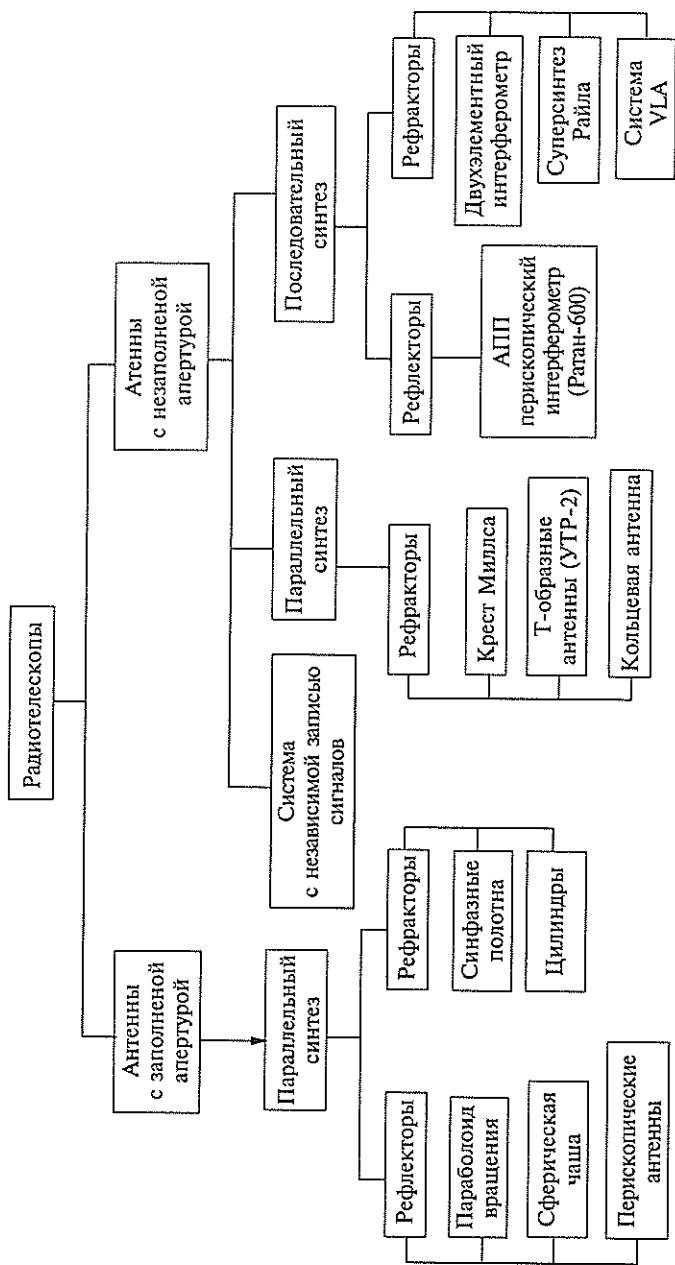 Радиотелескопы
Антенны
с заполненой
апертурой
Атенны
с незаполненой
апертурой
Параллельный
синтез
Система
с независимой записью
сигналов
Параллельный
синтез
Последовательный
синтез
Рефлекторы
Параболоид
вращения
Сферическая
чаша
Перископические
антенны
Рефракторы
Синфазные
полотна
Цилиндры
Рефракторы
Крест Миллса
Т-образные
антенны (УТР-2)
Кольцевая антенна
Рефлекторы
АПП
перископический
интерферометр
(Ратан-600)
Рефракторы
Двухэлементный
интерферометр
Суперсинтез
Райла
Система
VLA